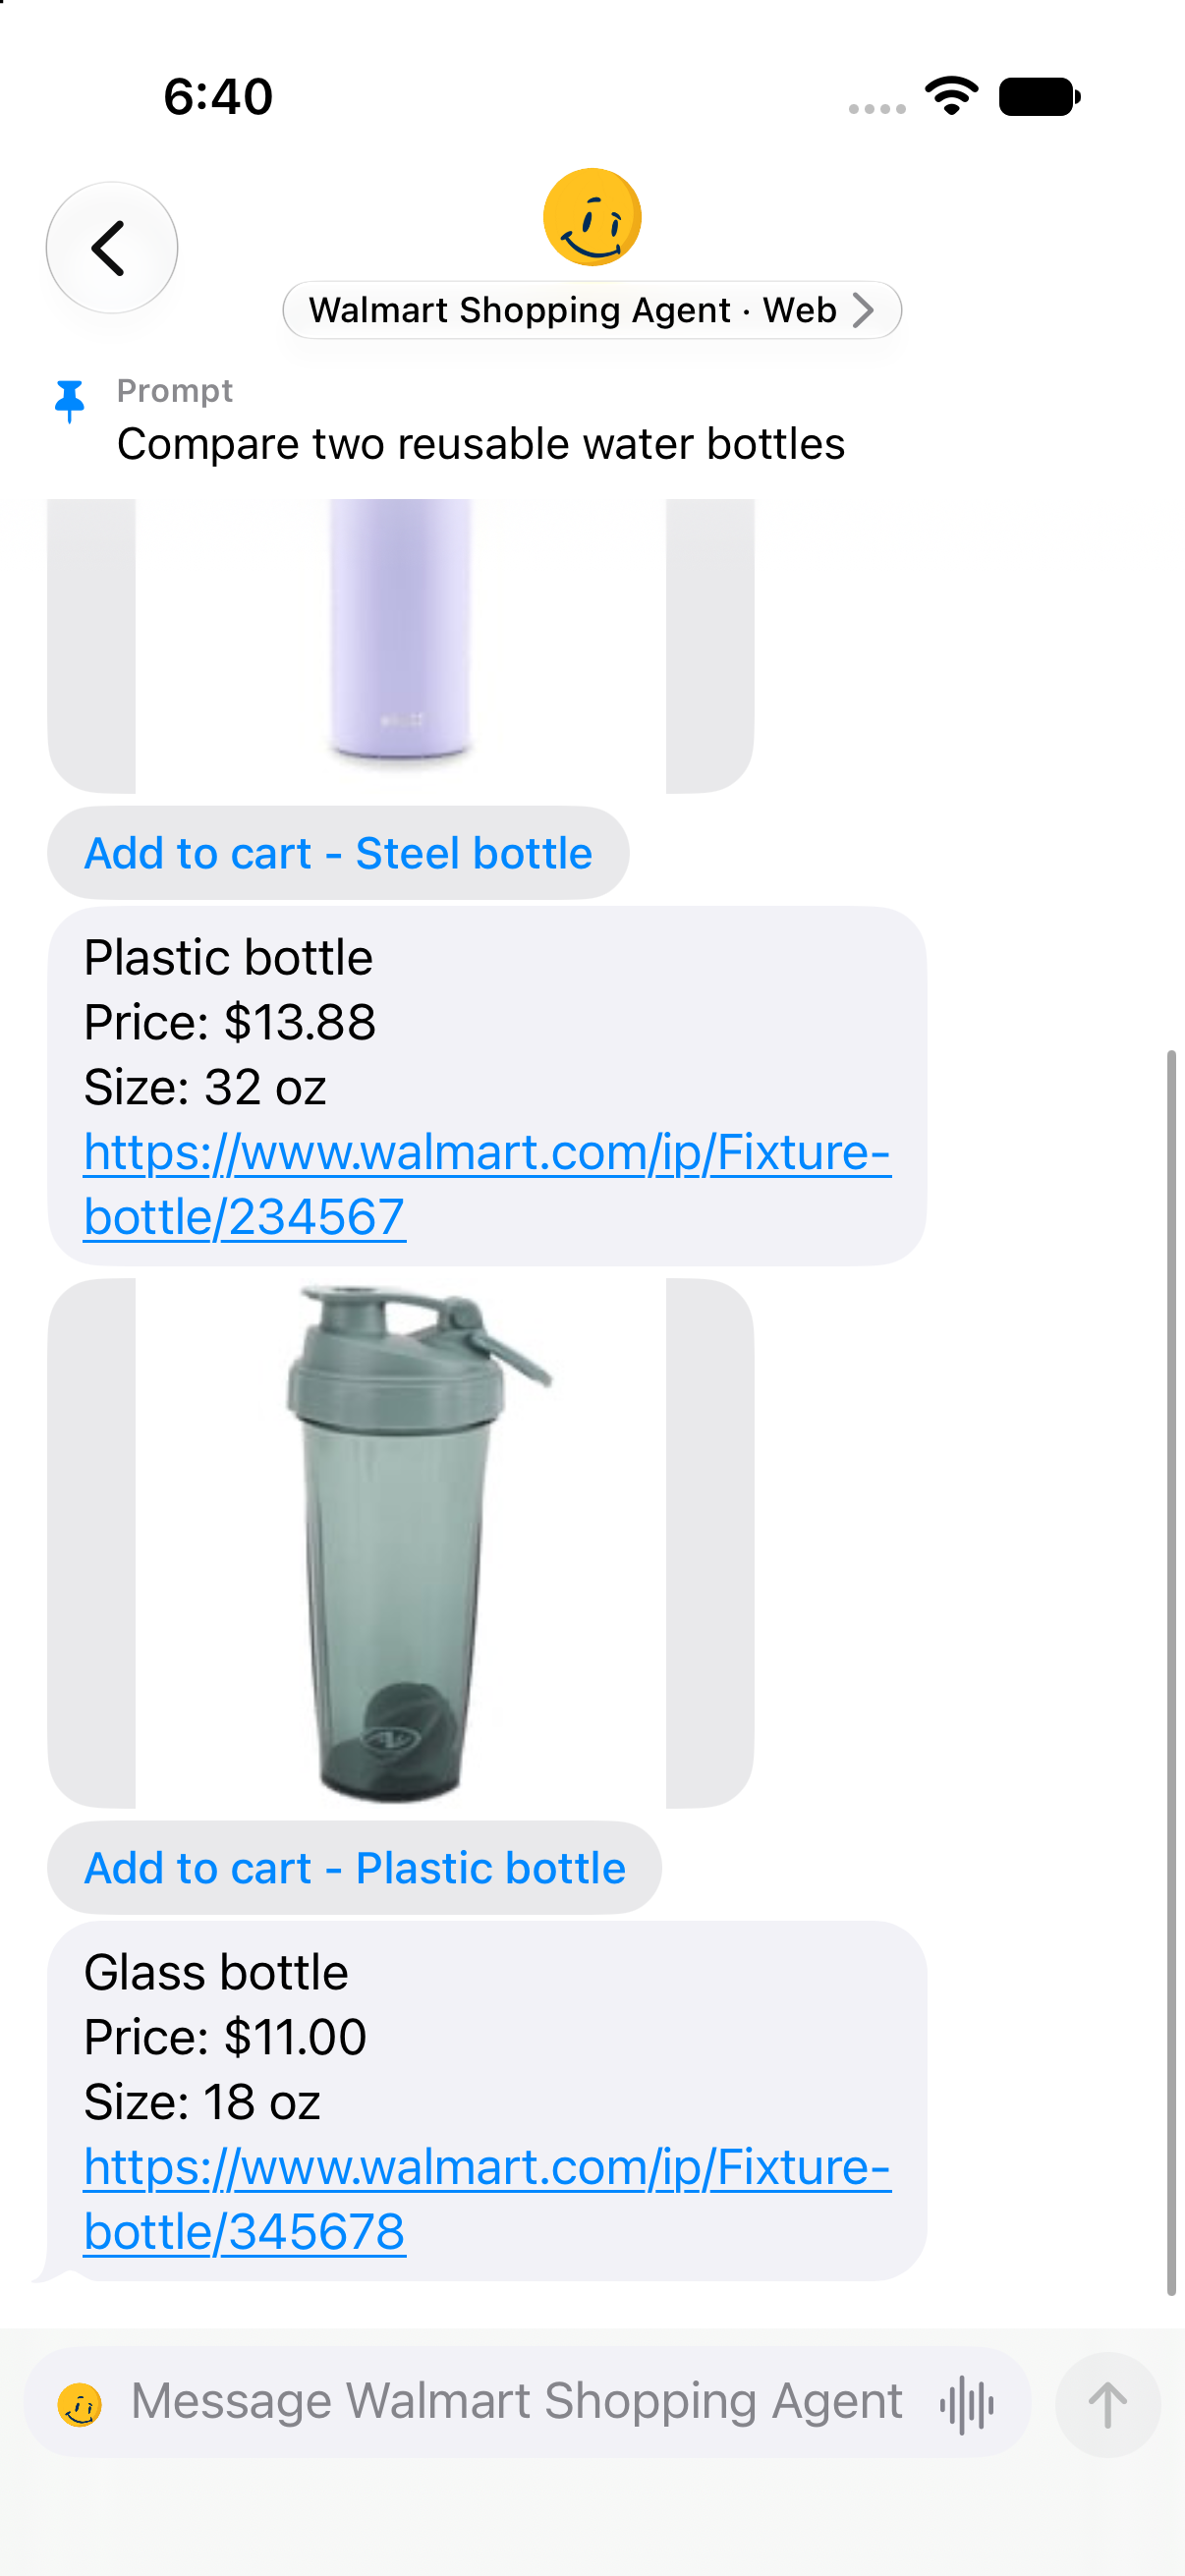 6:40
Walmart Shopping Agent · Web
Prompt
Compare two reusable water bottles
Add to cart - Steel bottle
Plastic bottle
Price: $13.88
Size: 32 oz
https://www.walmart.com/ip/Fixture-
bottle/234567
Add to cart - Plastic bottle
Glass bottle
Price: $11.00
Size: 18 oz
https://www.walmart.com/ip/Fixture-
bottle/345678
Message Walmart Shopping Agent